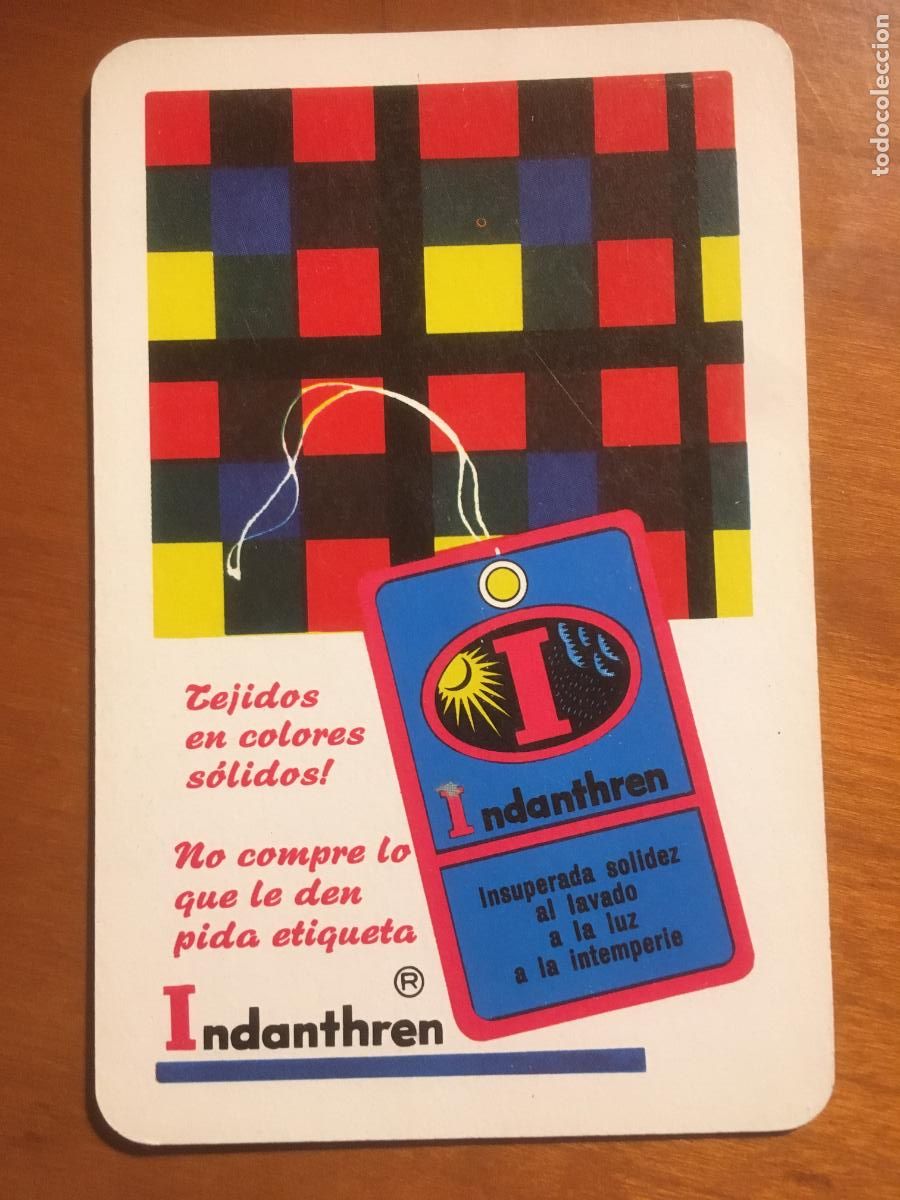 todocoleccion
I
Indanthren
Insuperada solidez
al lavado
a la luz
a la intemperie
Tejidos
en colores
sólidos!
No compre lo
que le den
pida etiqueta
®
Indanthren